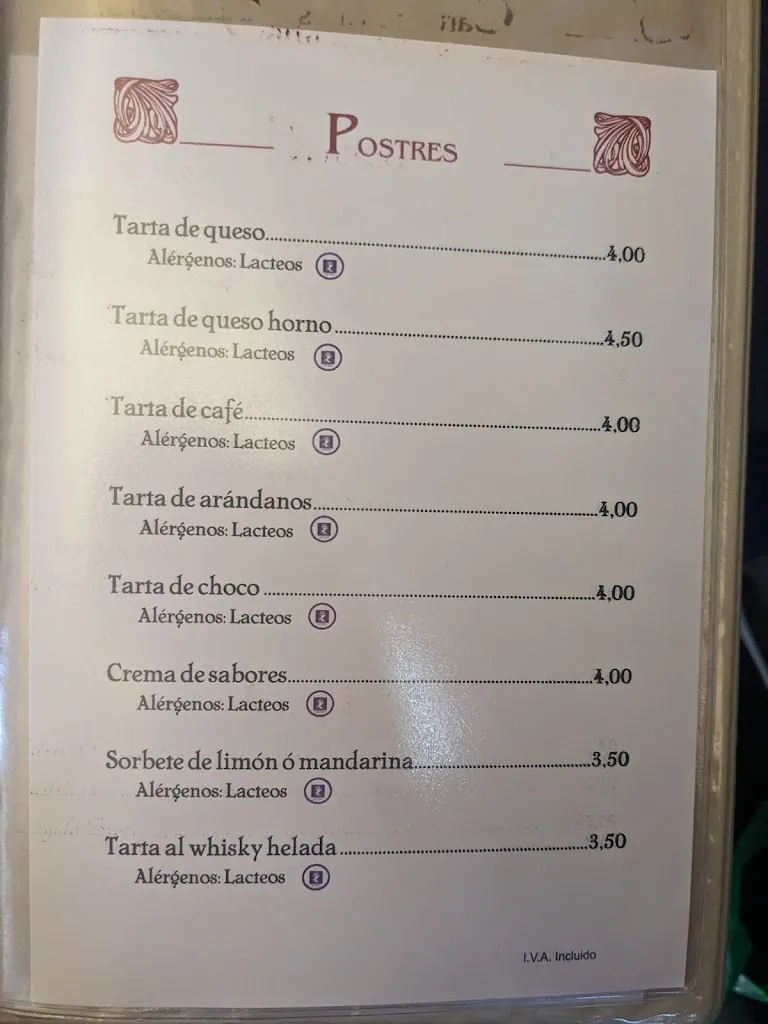 Postres
Tarta de queso 4,00
Alérgenos: Lacteos
Tarta de queso horno 4,50
Alérgenos: Lacteos
Tarta de café 4,00
Alérgenos: Lacteos
Tarta de arándanos 4,00
Alérgenos: Lacteos
Tarta de choco 4,00
Alérgenos: Lacteos
Crema de sabores 4,00
Alérgenos: Lacteos
Sorbete de limón ó mandarina 3,50
Alérgenos: Lacteos
Tarta al whisky helada 3,50
Alérgenos: Lacteos
I.V.A. Incluido